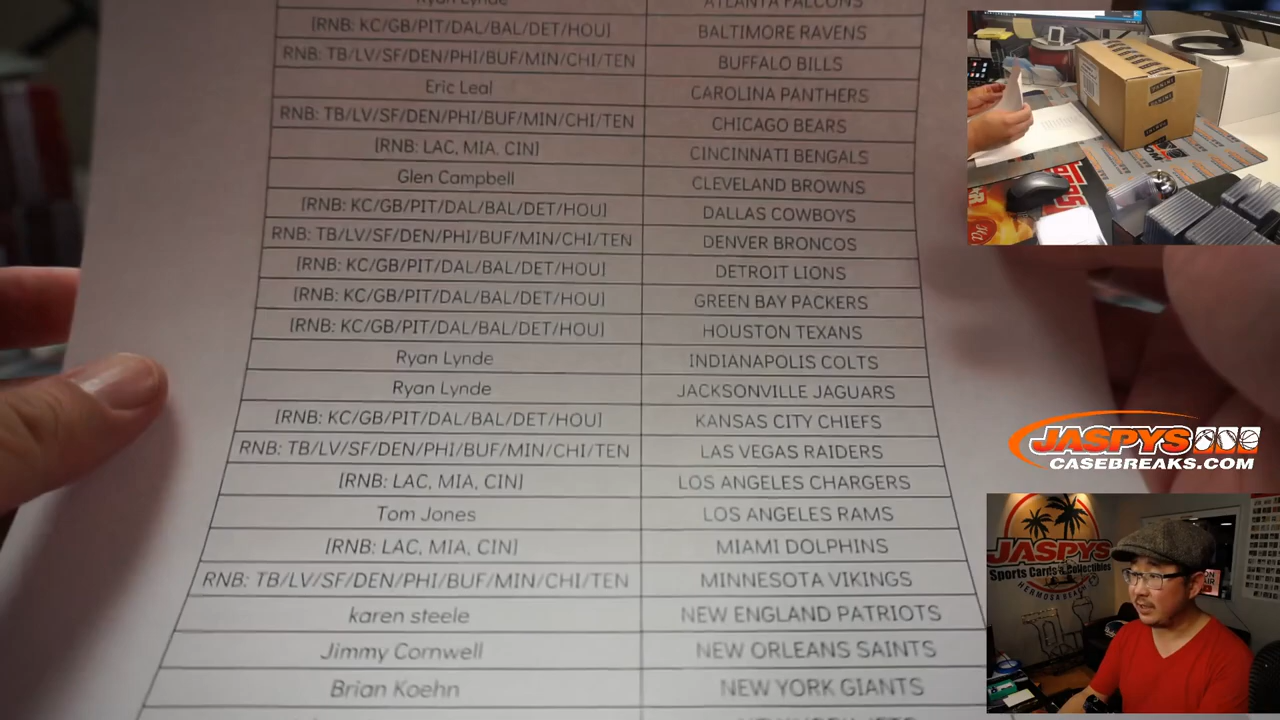 Ryan Lynde ATLANTA FALCONS
[RNB: KC/GB/PIT/DAL/BAL/DET/HOU] BALTIMORE RAVENS
RNB: TB/LV/SF/DEN/PHI/BUF/MIN/CHI/TEN BUFFALO BILLS
Eric Leal CAROLINA PANTHERS
RNB: TB/LV/SF/DEN/PHI/BUF/MIN/CHI/TEN CHICAGO BEARS
[RNB: LAC, MIA, CIN] CINCINNATI BENGALS
Glen Campbell CLEVELAND BROWNS
[RNB: KC/GB/PIT/DAL/BAL/DET/HOU] DALLAS COWBOYS
RNB: TB/LV/SF/DEN/PHI/BUF/MIN/CHI/TEN DENVER BRONCOS
[RNB: KC/GB/PIT/DAL/BAL/DET/HOU] DETROIT LIONS
[RNB: KC/GB/PIT/DAL/BAL/DET/HOU] GREEN BAY PACKERS
[RNB: KC/GB/PIT/DAL/BAL/DET/HOU] HOUSTON TEXANS
Ryan Lynde INDIANAPOLIS COLTS
Ryan Lynde JACKSONVILLE JAGUARS
[RNB: KC/GB/PIT/DAL/BAL/DET/HOU] KANSAS CITY CHIEFS
RNB: TB/LV/SF/DEN/PHI/BUF/MIN/CHI/TEN LAS VEGAS RAIDERS
[RNB: LAC, MIA, CIN] LOS ANGELES CHARGERS
Tom Jones LOS ANGELES RAMS
[RNB: LAC, MIA, CIN] MIAMI DOLPHINS
RNB: TB/LV/SF/DEN/PHI/BUF/MIN/CHI/TEN MINNESOTA VIKINGS
karen steele NEW ENGLAND PATRIOTS
Jimmy Cornwell NEW ORLEANS SAINTS
Brian Koehn NEW YORK GIANTS
NEW YORK JETS
JASPYS
CASEBREAKS.COM
JASPYS
Sports Cards & Collectibles
HERMOSA BEACH